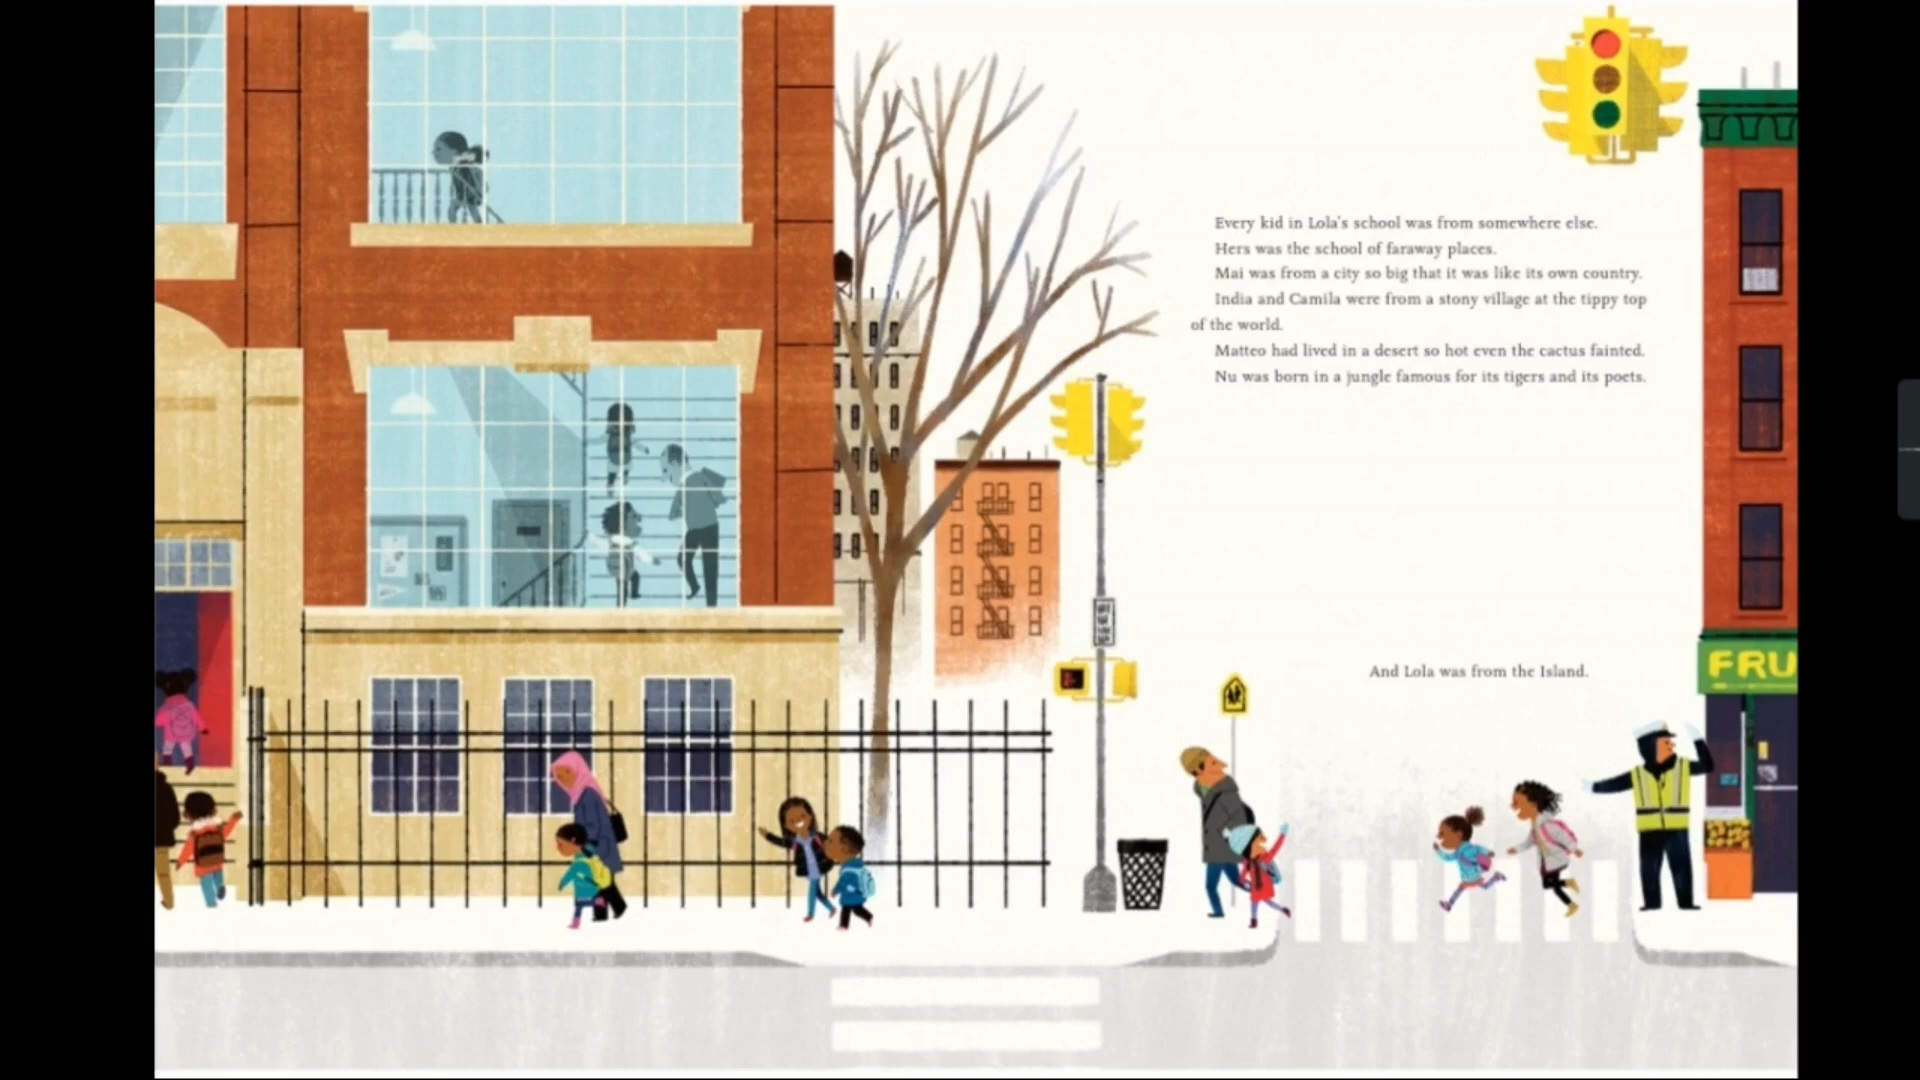 Every kid in Lola's school was from somewhere else.
Hers was the school of faraway places.
Mai was from a city so big that it was like its own country.
India and Camila were from a stony village at the tippy top
of the world.
Matteo had lived in a desert so hot even the cactus fainted.
Nu was born in a jungle famous for its tigers and its poets.
And Lola was from the Island.
FRU